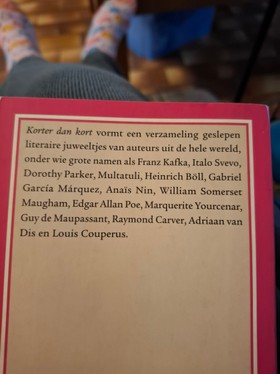 Korter dan kort vormt een verzameling geslepen
literaire juweeltjes van auteurs uit de hele wereld,
onder wie grote namen als Franz Kafka, Italo Svevo,
Dorothy Parker, Multatuli, Heinrich Böll, Gabriel
García Márquez, Anaïs Nin, William Somerset
Maugham, Edgar Allan Poe, Marquerite Yourcenar,
Guy de Maupassant, Raymond Carver, Adriaan van
Dis en Louis Couperus.